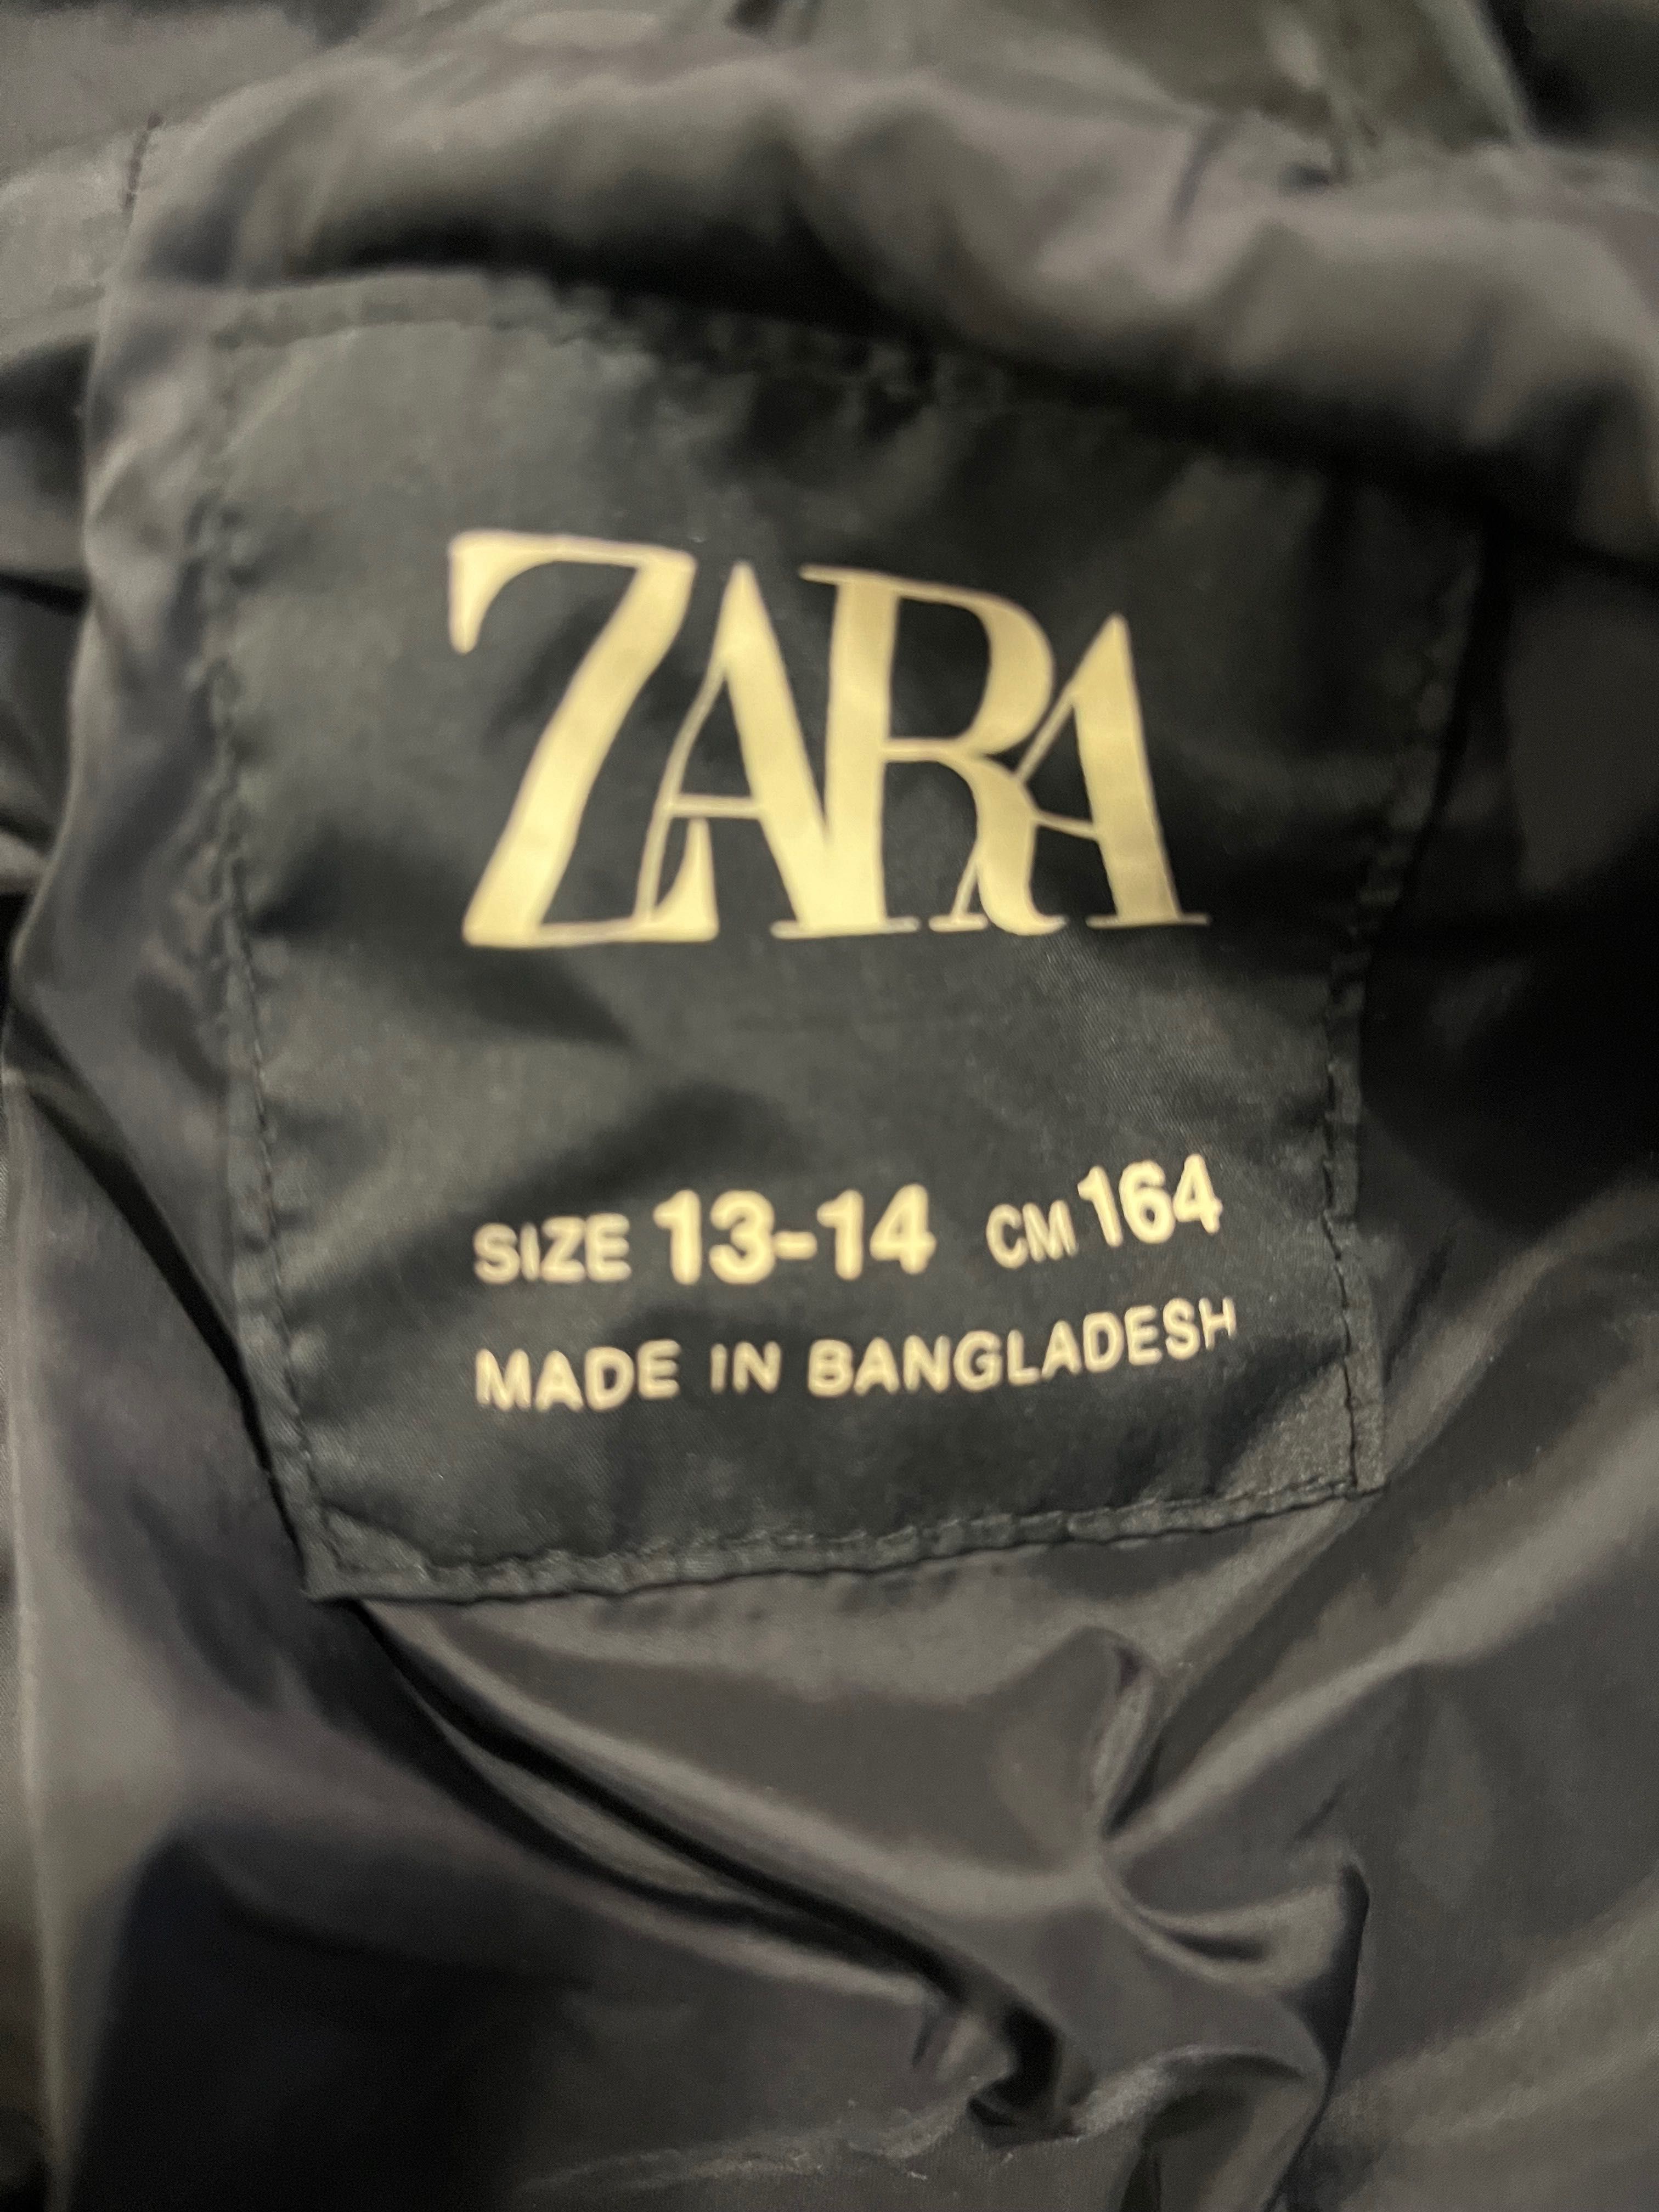 ZARA
SIZE 13-14 CM 164
MADE IN BANGLADESH